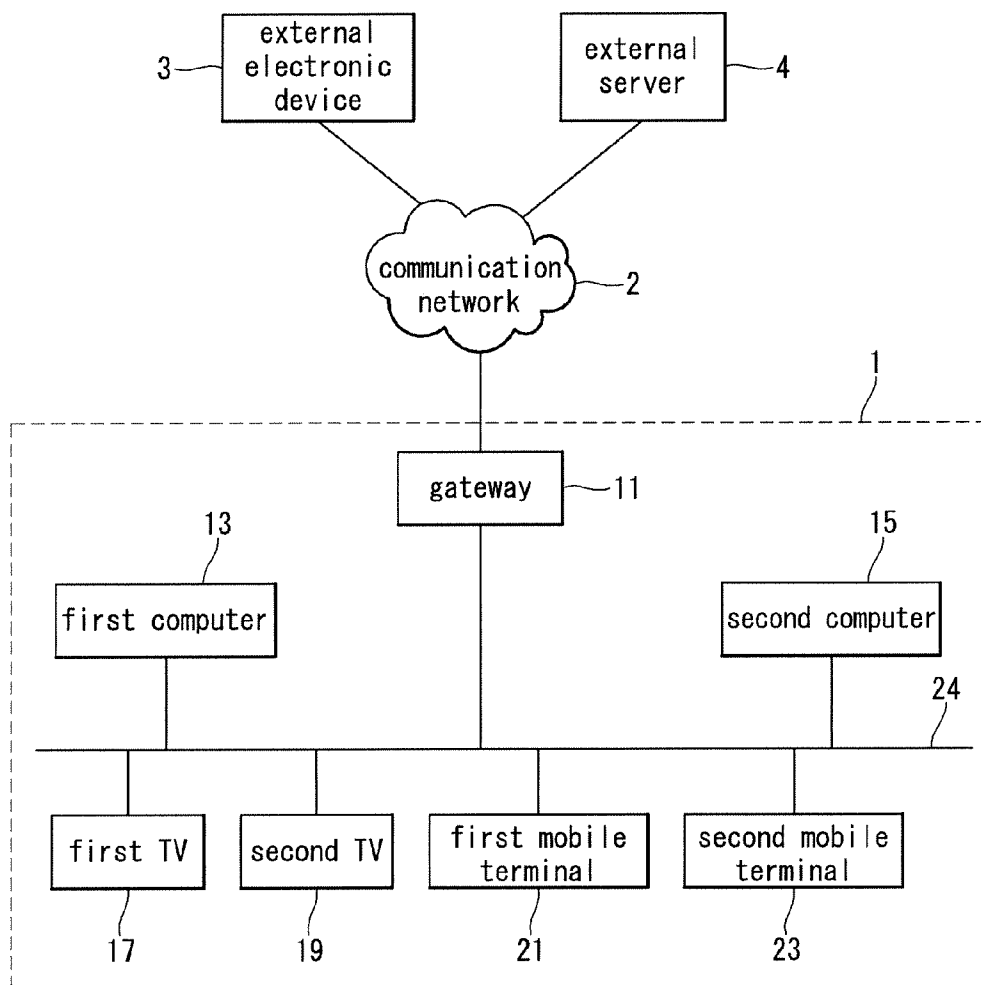 external
electronic
device
3
external
server
4
communication
network
2
1
gateway
11
13
15
first computer
second computer
24
first TV
second TV
first mobile
terminal
second mobile
terminal
17
19
21
23